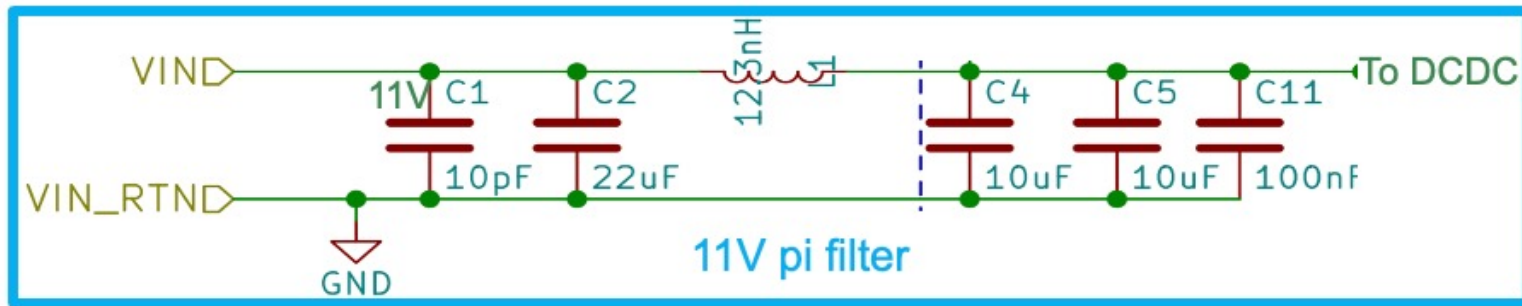 VIN
11V
C1
10pF
C2
22uF
123nH
L1
C4
10uF
C5
10uF
C11
100nF
To DCDC
VIN_RTN
GND
11V pi filter